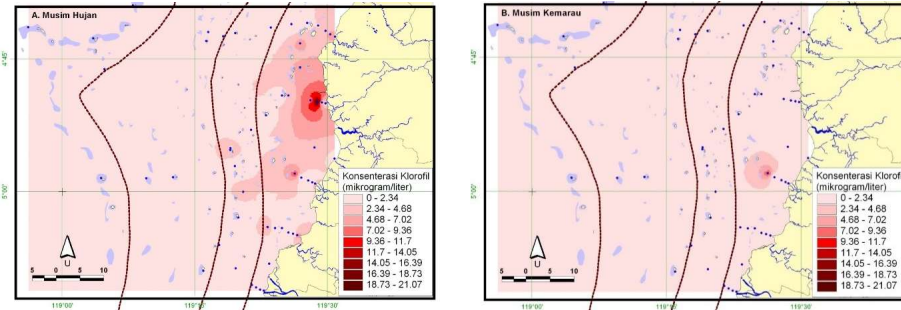 A. Musim Hujan
4°45'
5°00'
Konsenterasi Klorofil
(mikrogram/liter)
0 - 2.34
2.34 - 4.68
4.68 - 7.02
7.02 - 9.36
9.36 - 11.7
11.7 - 14.05
14.05 - 16.39
16.39 - 18.73
18.73 - 21.07
U
5 0 5 10
119°00'
119°30'
B. Musim Kemarau
4°45'
5°00'
Konsenterasi Klorofil
(mikrogram/liter)
0 - 2.34
2.34 - 4.68
4.68 - 7.02
7.02 - 9.36
9.36 - 11.7
11.7 - 14.05
14.05 - 16.39
16.39 - 18.73
18.73 - 21.07
U
5 0 5 10
119°00'
119°30'